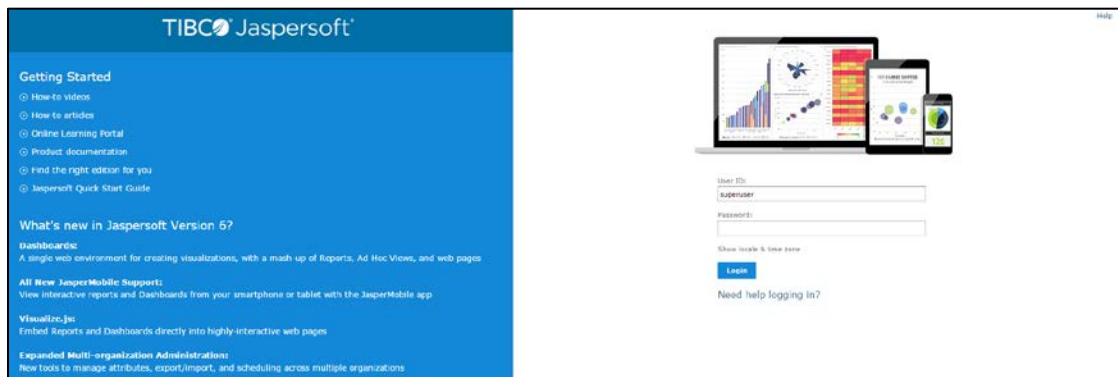 TIBCO Jaspersoft
Help
Getting Started
How-to videos
How-to articles
Online Learning Portal
Product documentation
Find the right edition for you
Jaspersoft Quick Start Guide
What's new in Jaspersoft Version 6?
Dashboards:
A single web environment for creating visualizations, with a mash-up of Reports, Ad Hoc Views, and web pages
All New JasperMobile Support:
View interactive reports and Dashboards from your smartphone or tablet with the JasperMobile app
Visualize.js:
Embed Reports and Dashboards directly into highly-interactive web pages
Expanded Multi-organization Administration:
New tools to manage attributes, export/import, and scheduling across multiple organizations
User ID:
superuser
Password:
Show locale & time zone
Login
Need help logging in?